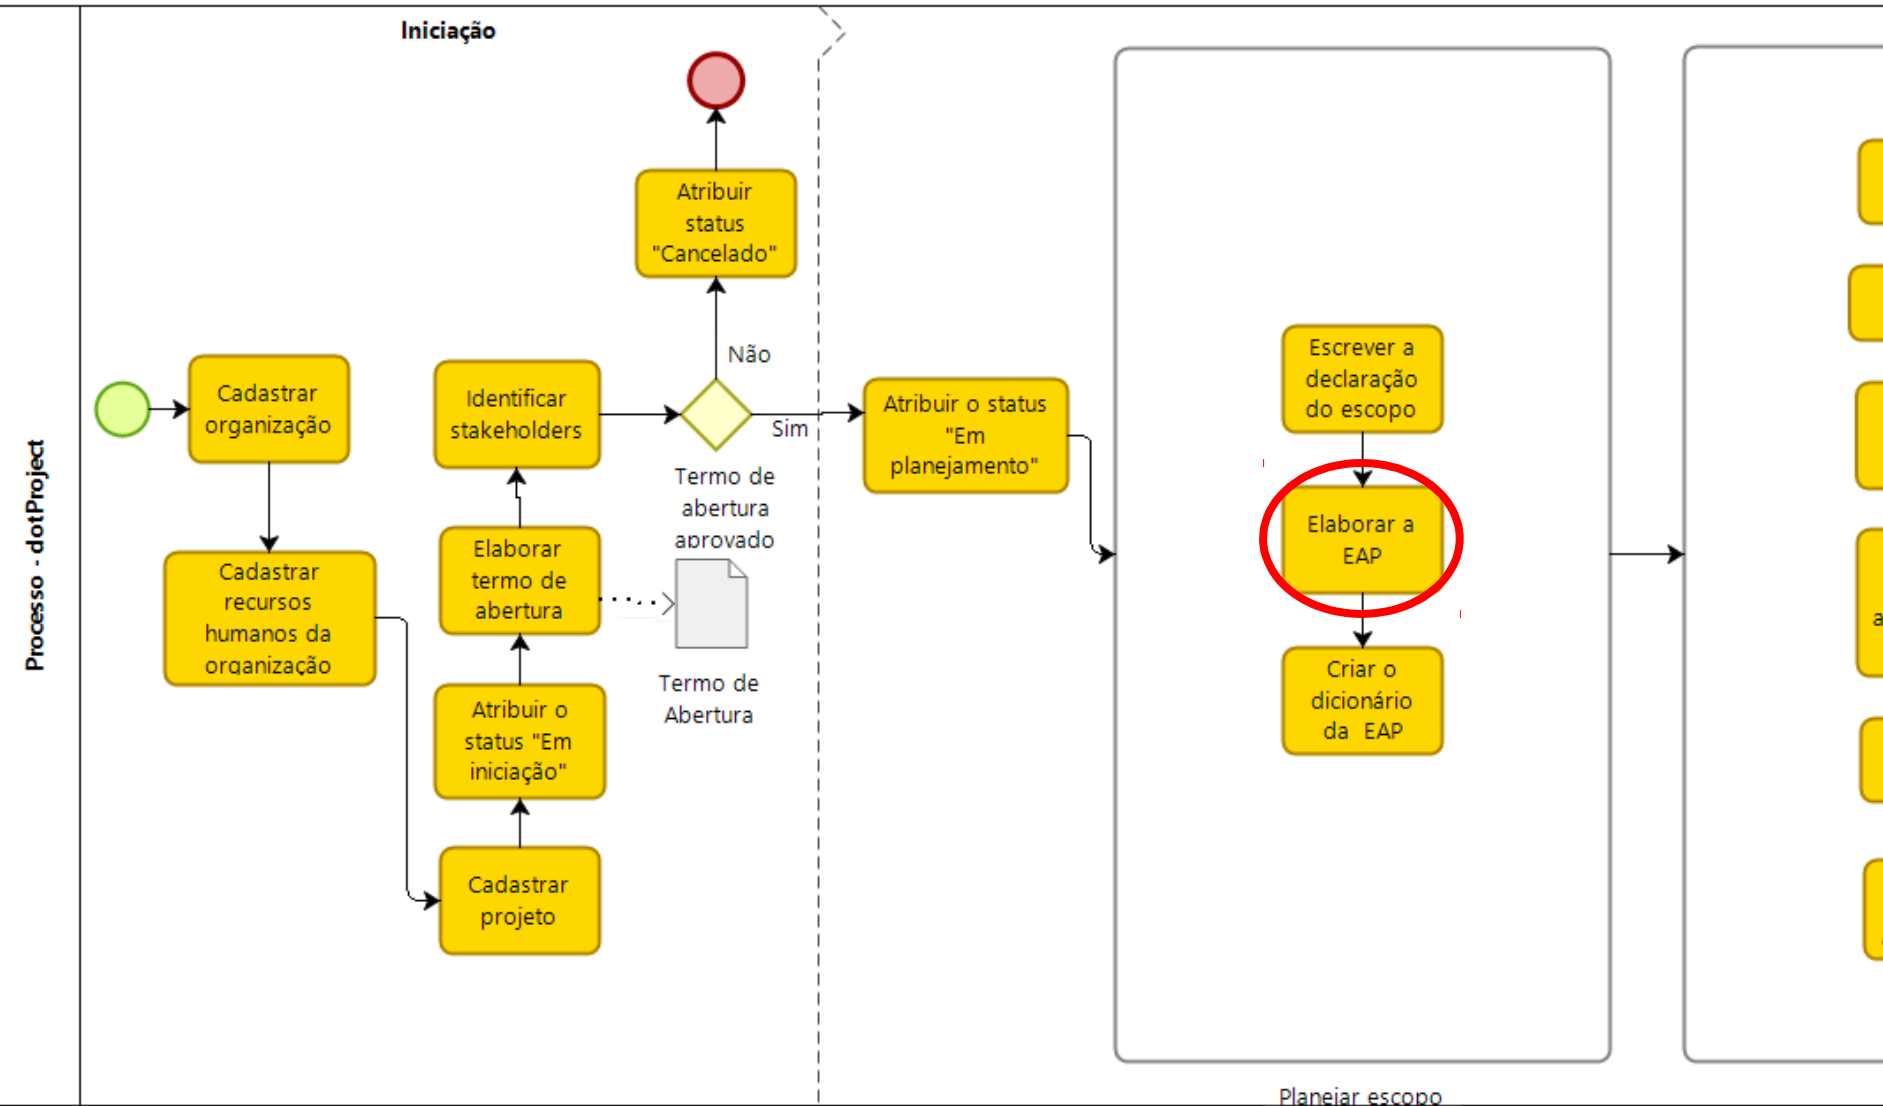 Processo - dotProject
Iniciação
Atribuir
status
"Cancelado"
Não
Sim
Cadastrar
organização
Cadastrar
recursos
humanos da
organização
Identificar
stakeholders
Termo de
abertura
aprovado
Elaborar
termo de
abertura
Termo de
Abertura
Atribuir o
status "Em
iniciação"
Cadastrar
projeto
Atribuir o status
"Em
planejamento"
Escrever a
declaração
do escopo
Elaborar a
EAP
Criar o
dicionário
da EAP
Planejar escopo